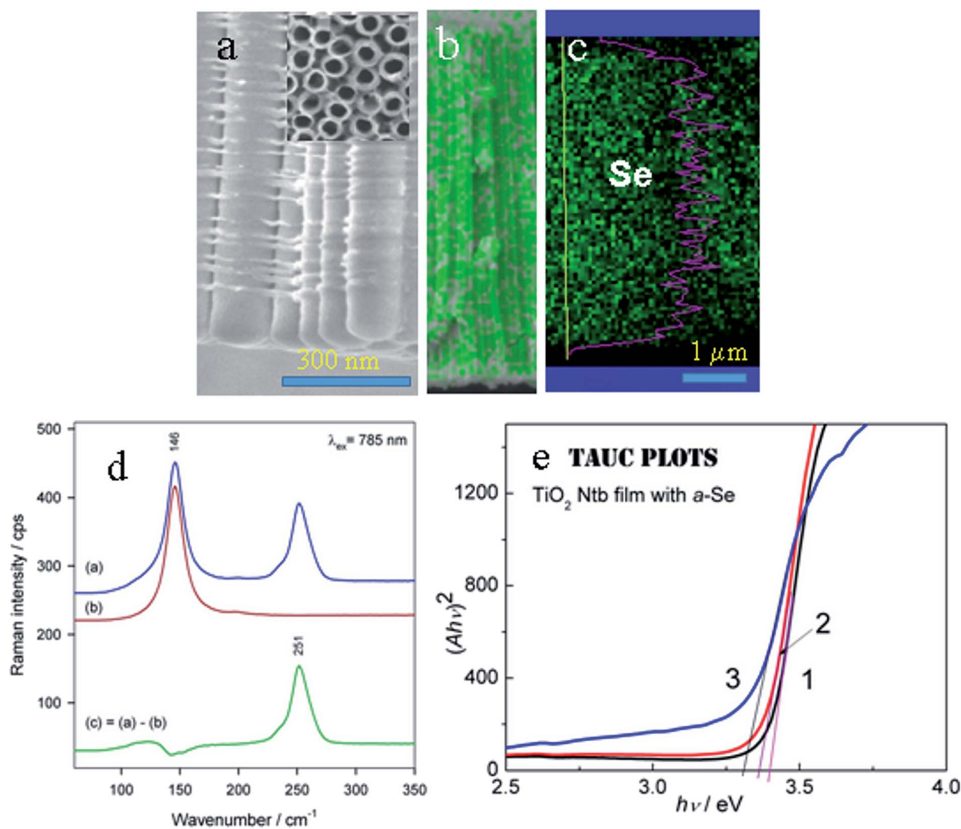 a
b
c
Se
300 nm
1 μm
d
λex= 785 nm
146
251
(a)
(b)
(c) = (a) - (b)
500
400
300
200
100
Raman intensity / cps
100 150 200 250 300 350
Wavenumber / cm-1
e TAUC PLOTS
TiO2 Ntb film with a-Se
(Ahν)2
1200
800
400
0
3
2
1
2.5 3.0 3.5 4.0
hν / eV